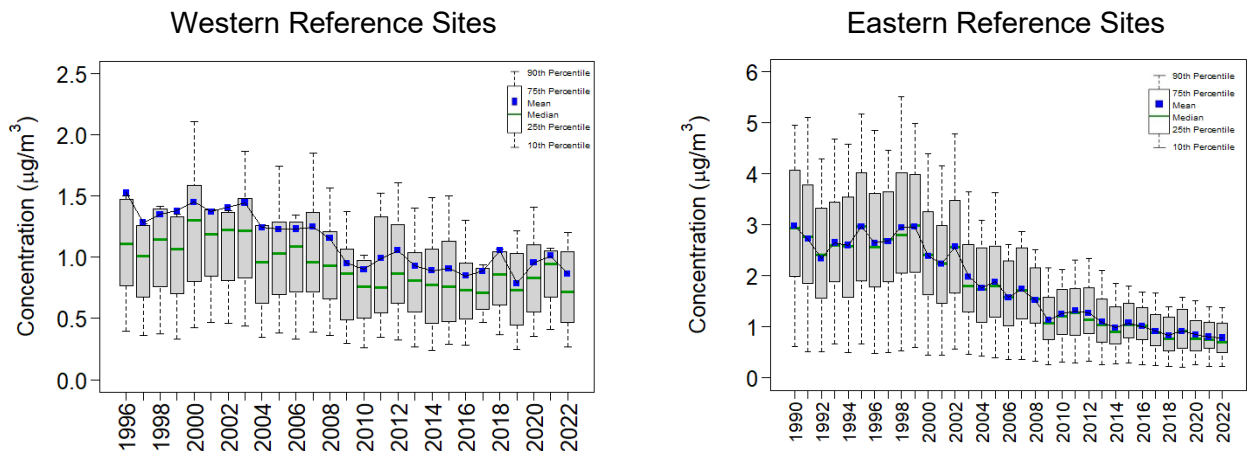 Western Reference Sites
Concentration (µg/m³)
2.5
2.0
1.5
1.0
0.5
0.0
90th Percentile
75th Percentile
Mean
Median
25th Percentile
10th Percentile
1996
1998
2000
2002
2004
2006
2008
2010
2012
2014
2016
2018
2020
2022
Eastern Reference Sites
Concentration (µg/m³)
6
5
4
3
2
1
0
90th Percentile
75th Percentile
Mean
Median
25th Percentile
10th Percentile
1990
1992
1994
1996
1998
2000
2002
2004
2006
2008
2010
2012
2014
2016
2018
2020
2022